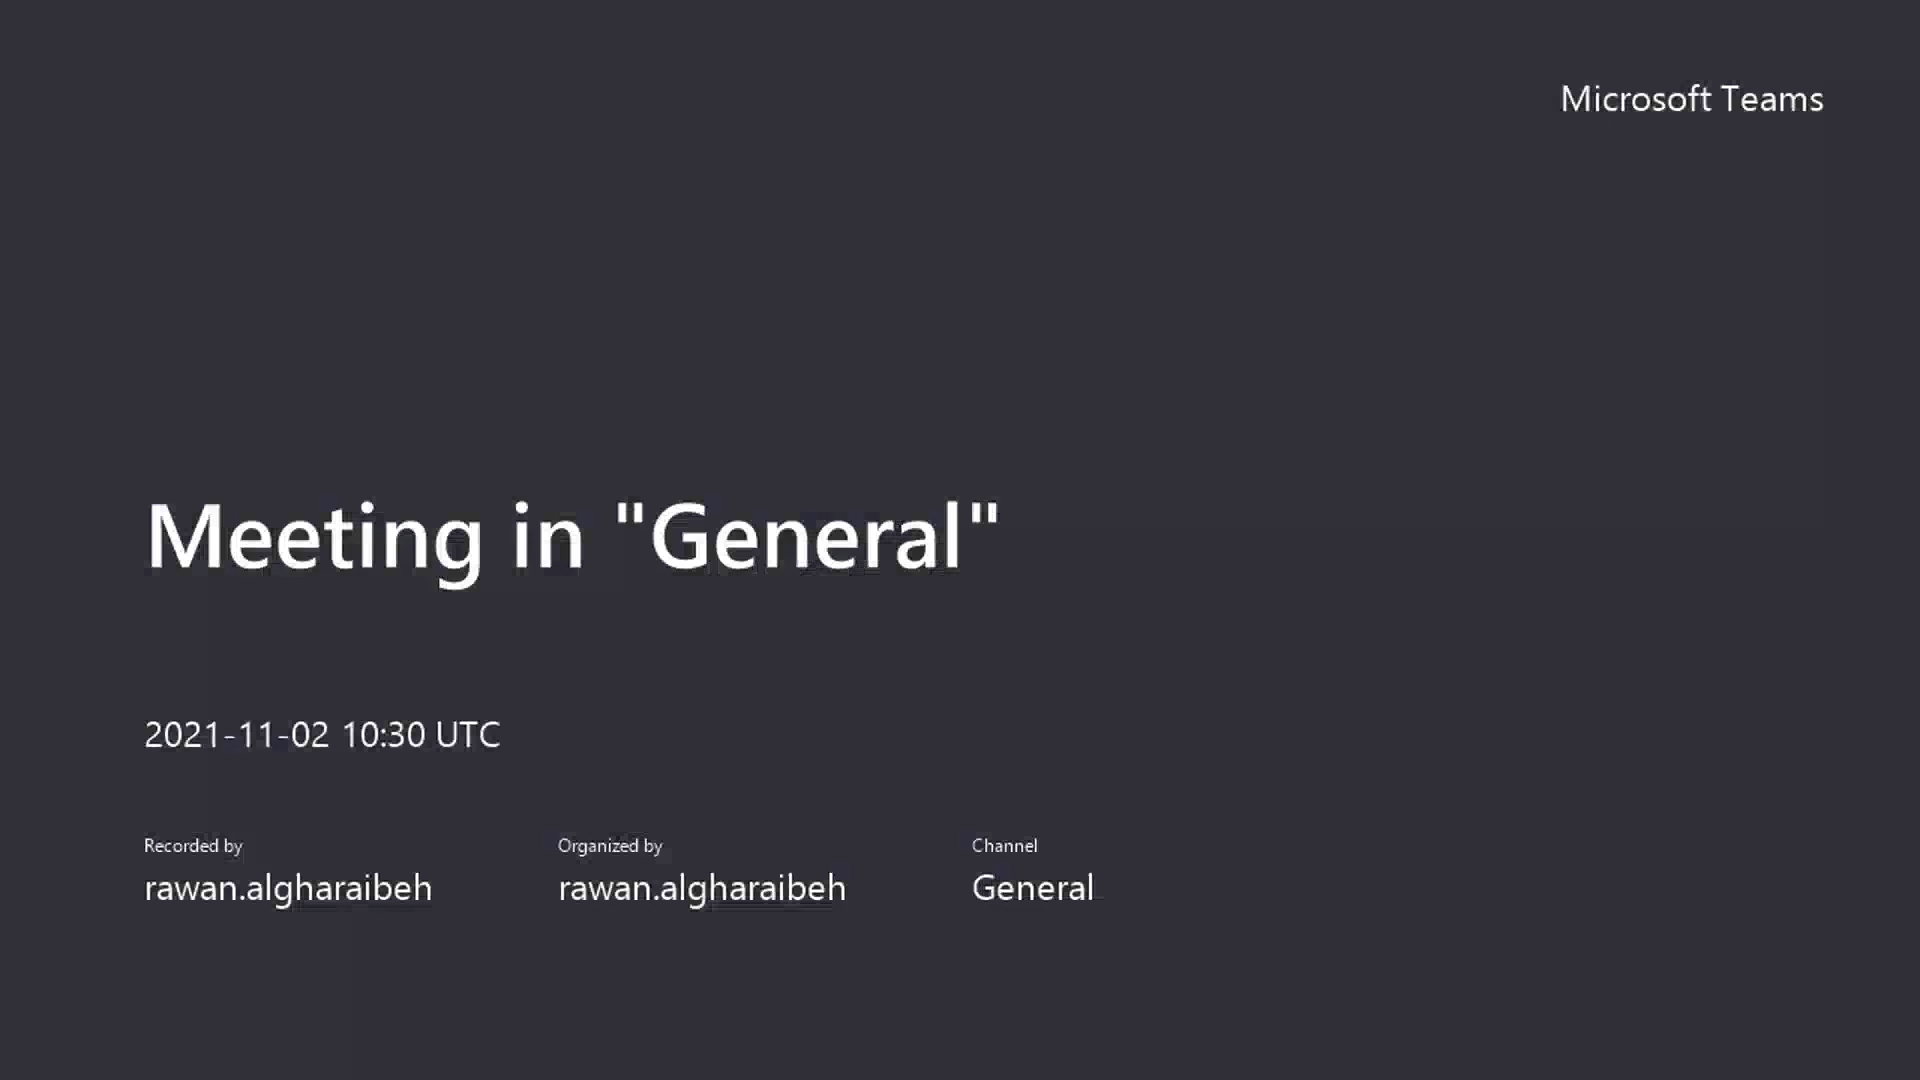 Microsoft Teams
Meeting in "General"
2021-11-02 10:30 UTC
Recorded by
rawan.algharaibeh
Organized by
rawan.algharaibeh
Channel
General